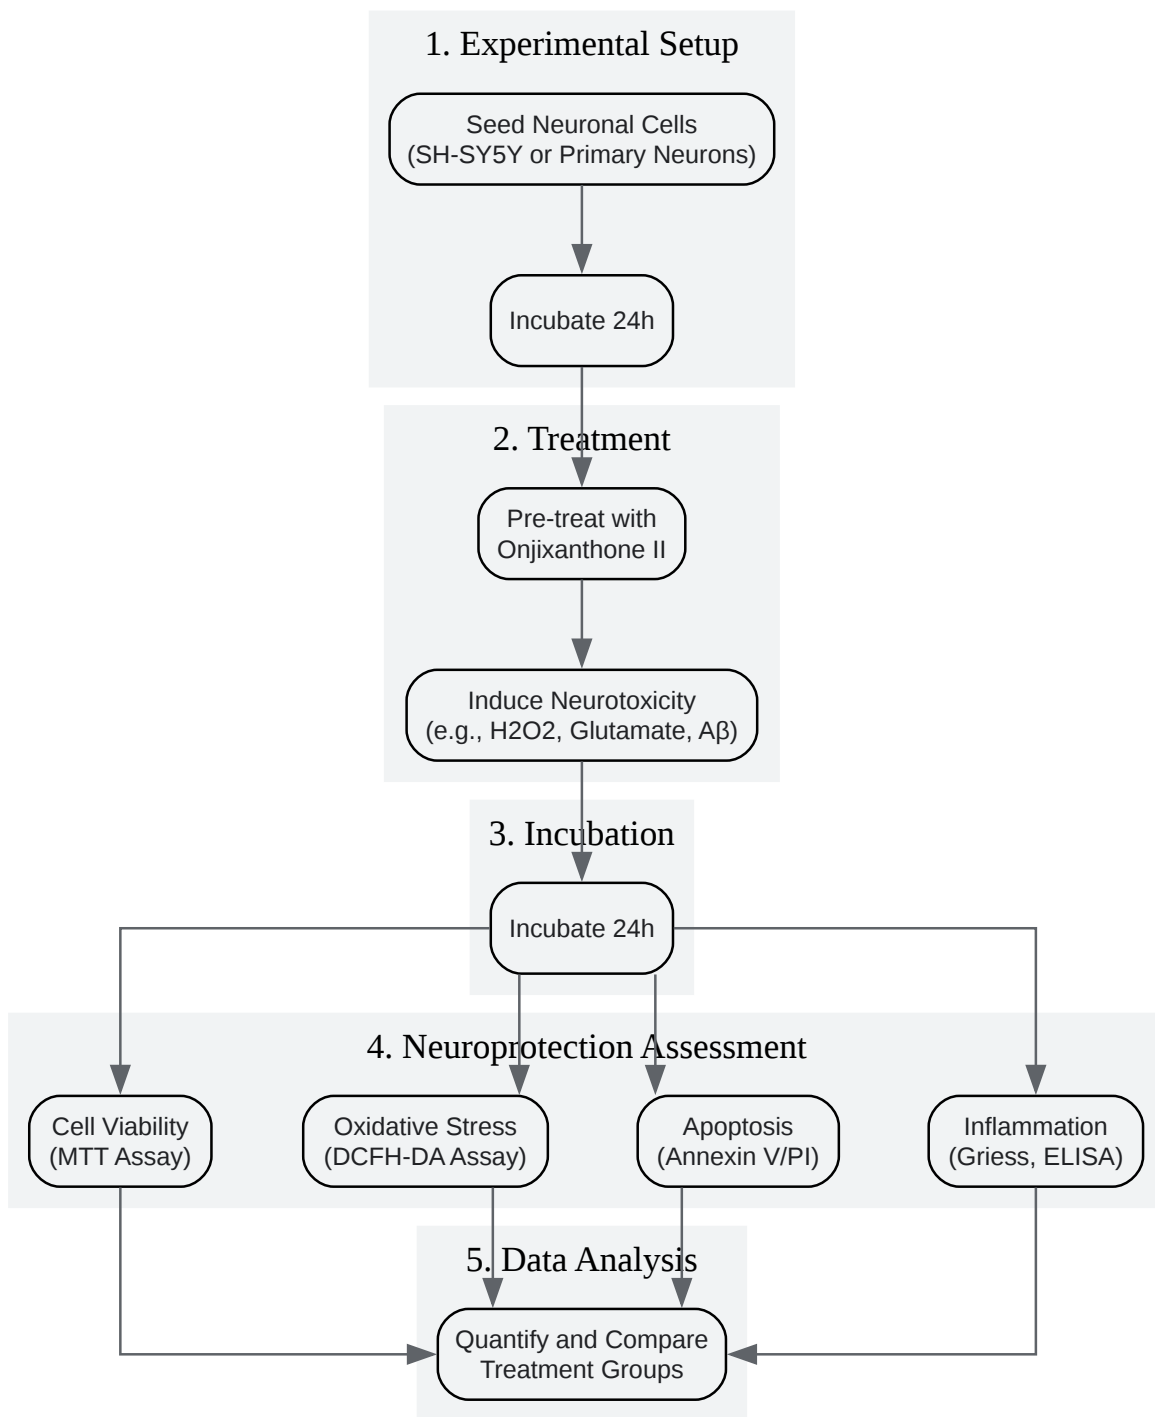 1. Experimental Setup
Seed Neuronal Cells
(SH-SY5Y or Primary Neurons)
Incubate 24h
2. Treatment
Pre-treat with
Onjixanthone II
Induce Neurotoxicity
(e.g., H2O2, Glutamate, Aβ)
3. Incubation
Incubate 24h
4. Neuroprotection Assessment
Cell Viability
(MTT Assay)
Oxidative Stress
(DCFH-DA Assay)
Apoptosis
(Annexin V/PI)
Inflammation
(Griess, ELISA)
5. Data Analysis
Quantify and Compare
Treatment Groups